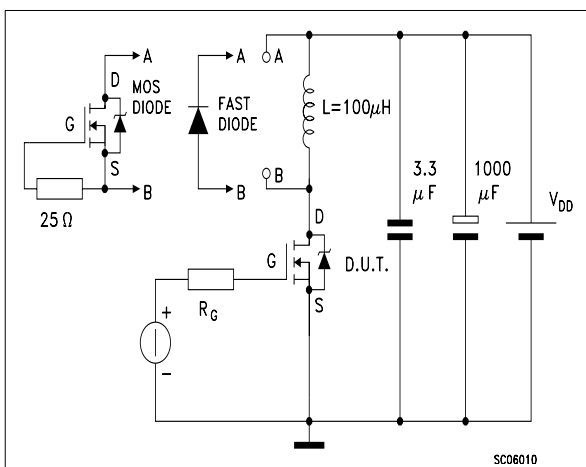 A
D
MOS
DIODE
G
S
B
25 Ω
A
FAST
DIODE
B
A
B
L=100μH
D
G
D.U.T.
S
R_G
+
−
3.3
μF
1000
μF
V_DD
SC06010